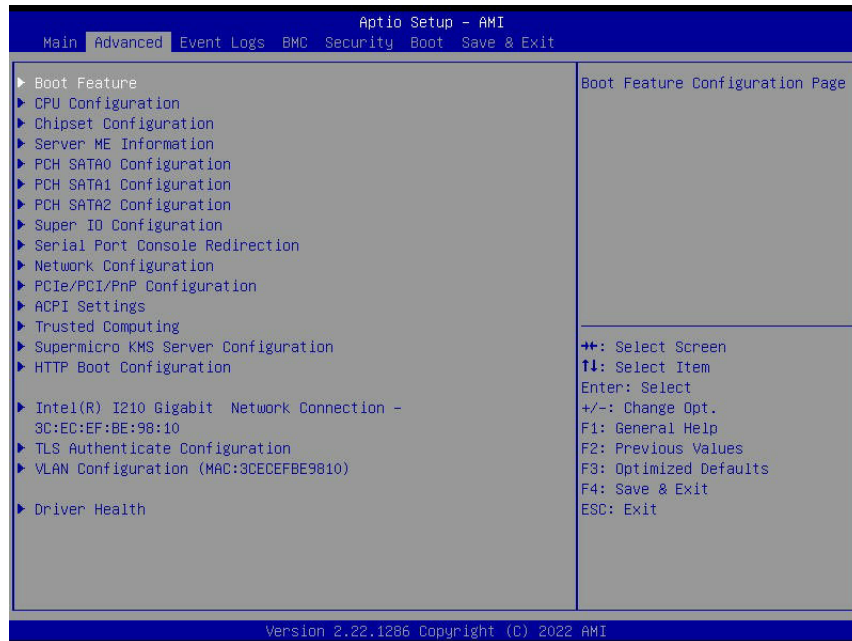 Aptio Setup – AMI
Main Advanced Event Logs BMC Security Boot Save & Exit
Boot Feature
CPU Configuration
Chipset Configuration
Server ME Information
PCH SATA0 Configuration
PCH SATA1 Configuration
PCH SATA2 Configuration
Super IO Configuration
Serial Port Console Redirection
Network Configuration
PCIe/PCI/PnP Configuration
ACPI Settings
Trusted Computing
Supermicro KMS Server Configuration
HTTP Boot Configuration
Intel(R) I210 Gigabit Network Connection –
3C:EC:EF:BE:98:10
TLS Authenticate Configuration
VLAN Configuration (MAC:3CECEFBE9810)
Driver Health
Boot Feature Configuration Page
→←: Select Screen
↑↓: Select Item
Enter: Select
+/-: Change Opt.
F1: General Help
F2: Previous Values
F3: Optimized Defaults
F4: Save & Exit
ESC: Exit
Version 2.22.1286 Copyright (C) 2022 AMI